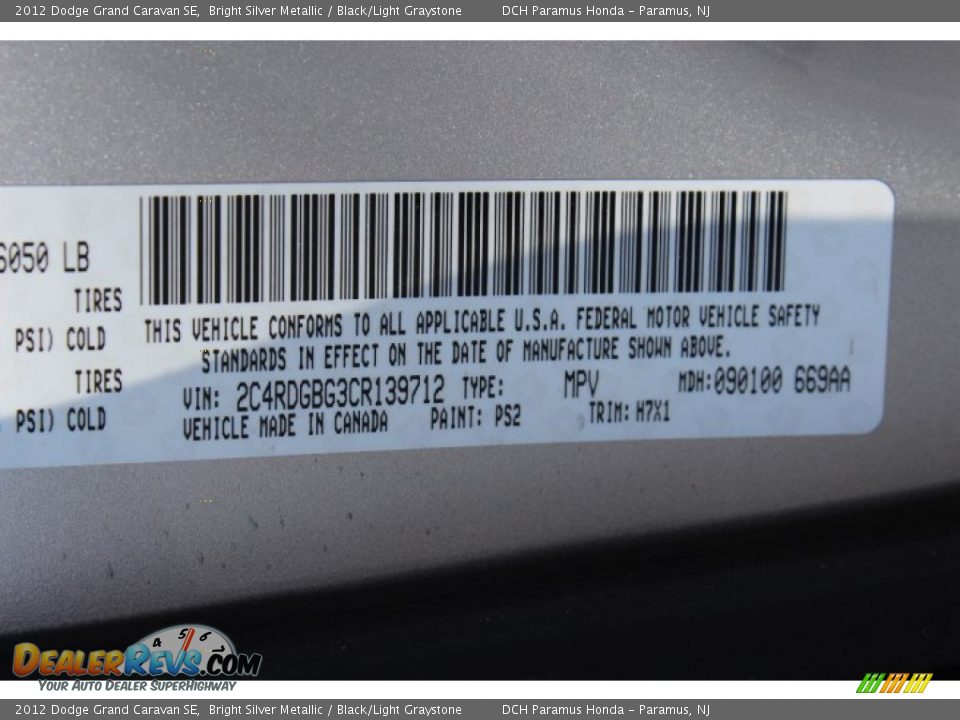 2012 Dodge Grand Caravan SE, Bright Silver Metallic / Black/Light Graystone DCH Paramus Honda - Paramus, NJ
6050 LB
TIRES
PSI) COLD
TIRES
PSI) COLD
THIS VEHICLE CONFORMS TO ALL APPLICABLE U.S.A. FEDERAL MOTOR VEHICLE SAFETY
STANDARDS IN EFFECT ON THE DATE OF MANUFACTURE SHOWN ABOVE.
VIN: 2C4RDGBG3CR139712 TYPE: MPV MDH:090100 669AA
VEHICLE MADE IN CANADA PAINT: PS2 TRIM: H7X1
4 5 6
DealerRevs.com
Your Auto Dealer SuperHighway
2012 Dodge Grand Caravan SE, Bright Silver Metallic / Black/Light Graystone DCH Paramus Honda - Paramus, NJ